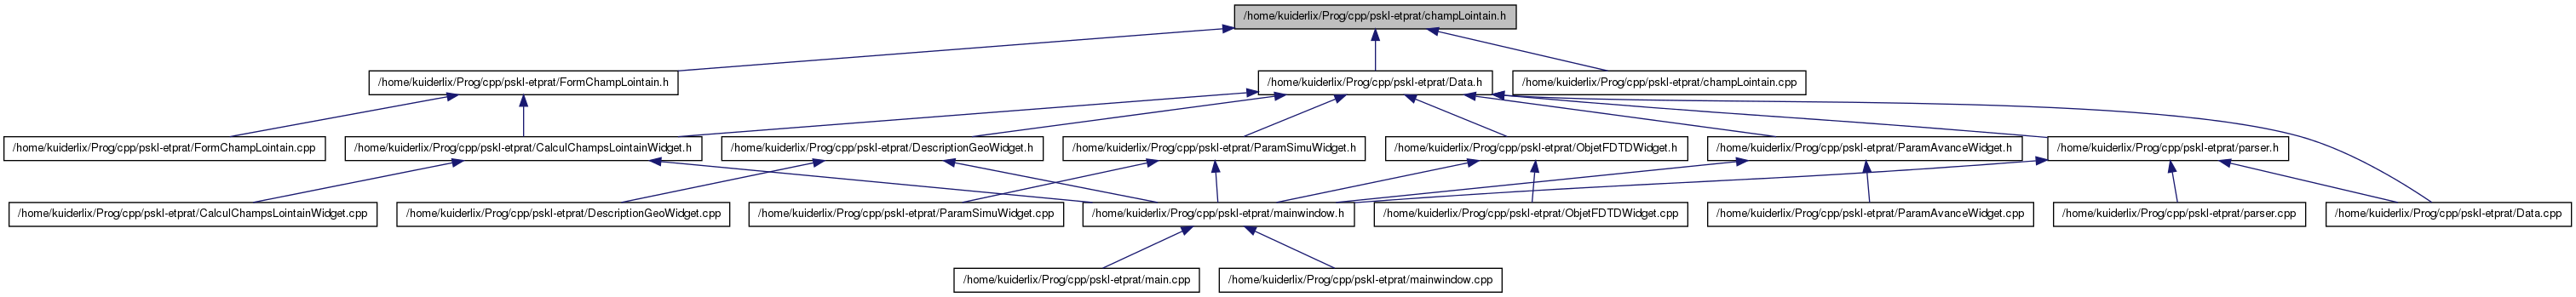 /home/kuiderlix/Prog/cpp/pskl-etprat/champLointain.h
/home/kuiderlix/Prog/cpp/pskl-etprat/FormChampLointain.h
/home/kuiderlix/Prog/cpp/pskl-etprat/Data.h
/home/kuiderlix/Prog/cpp/pskl-etprat/champLointain.cpp
/home/kuiderlix/Prog/cpp/pskl-etprat/FormChampLointain.cpp
/home/kuiderlix/Prog/cpp/pskl-etprat/CalculChampsLointainWidget.h
/home/kuiderlix/Prog/cpp/pskl-etprat/DescriptionGeoWidget.h
/home/kuiderlix/Prog/cpp/pskl-etprat/ParamSimuWidget.h
/home/kuiderlix/Prog/cpp/pskl-etprat/ObjetFDTDWidget.h
/home/kuiderlix/Prog/cpp/pskl-etprat/ParamAvanceWidget.h
/home/kuiderlix/Prog/cpp/pskl-etprat/parser.h
/home/kuiderlix/Prog/cpp/pskl-etprat/CalculChampsLointainWidget.cpp
/home/kuiderlix/Prog/cpp/pskl-etprat/DescriptionGeoWidget.cpp
/home/kuiderlix/Prog/cpp/pskl-etprat/ParamSimuWidget.cpp
/home/kuiderlix/Prog/cpp/pskl-etprat/mainwindow.h
/home/kuiderlix/Prog/cpp/pskl-etprat/ObjetFDTDWidget.cpp
/home/kuiderlix/Prog/cpp/pskl-etprat/ParamAvanceWidget.cpp
/home/kuiderlix/Prog/cpp/pskl-etprat/parser.cpp
/home/kuiderlix/Prog/cpp/pskl-etprat/Data.cpp
/home/kuiderlix/Prog/cpp/pskl-etprat/main.cpp
/home/kuiderlix/Prog/cpp/pskl-etprat/mainwindow.cpp